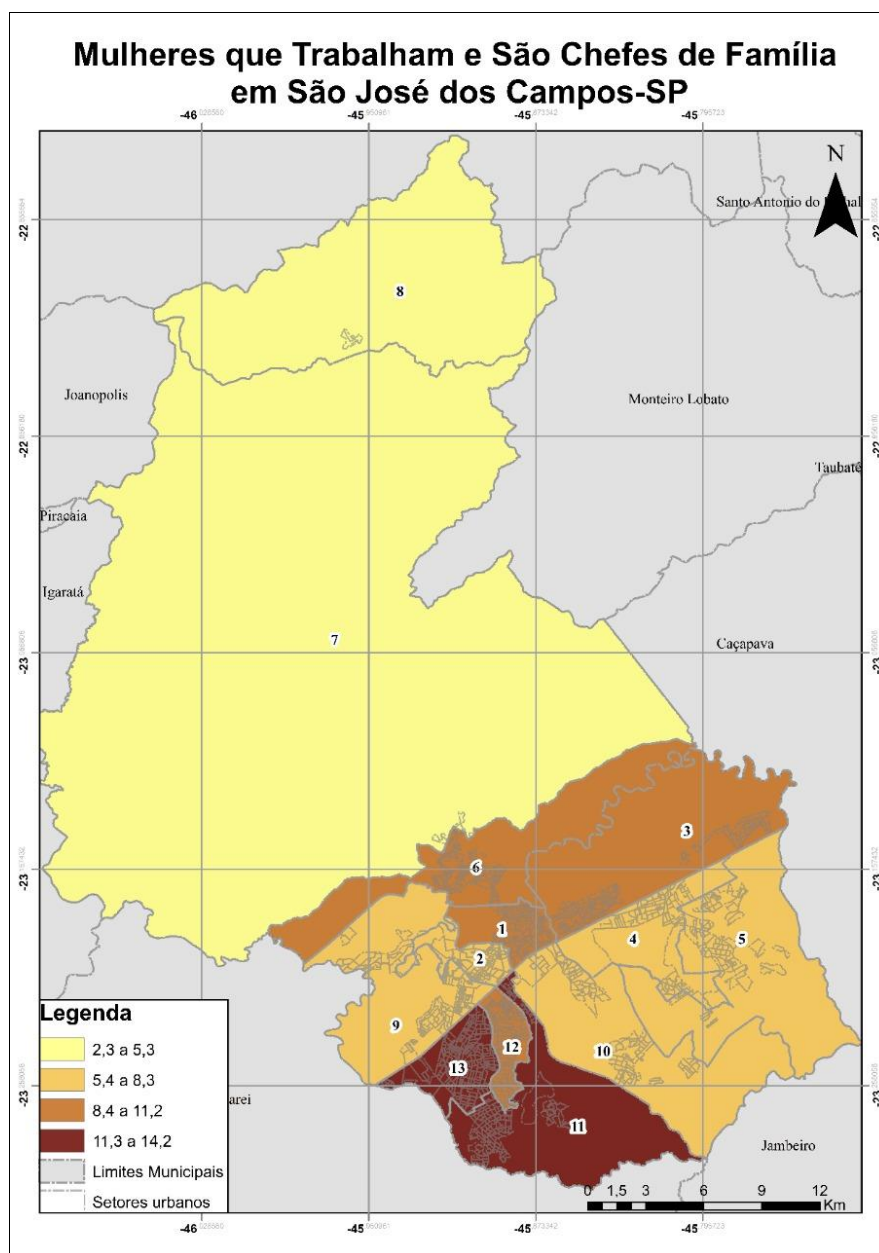 Mulheres que Trabalham e São Chefes de Família
em São José dos Campos-SP
-46
-45
-45
-45
N
Santo Antonio do
-22
-22
8
Joanopolis
Monteiro Lobato
-22
-22
Taubaté
Piracaia
Igaratá
7
Caçapava
-23
-23
3
6
-23
-23
1
4
5
2
Legenda
2,3 a 5,3
5,4 a 8,3
8,4 a 11,2
11,3 a 14,2
Limites Municipais
Setores urbanos
9
12
10
13
-23
-23
arei
11
Jambeiro
0 1,5 3 6 9 12
Km
-46
-45
-45
-45